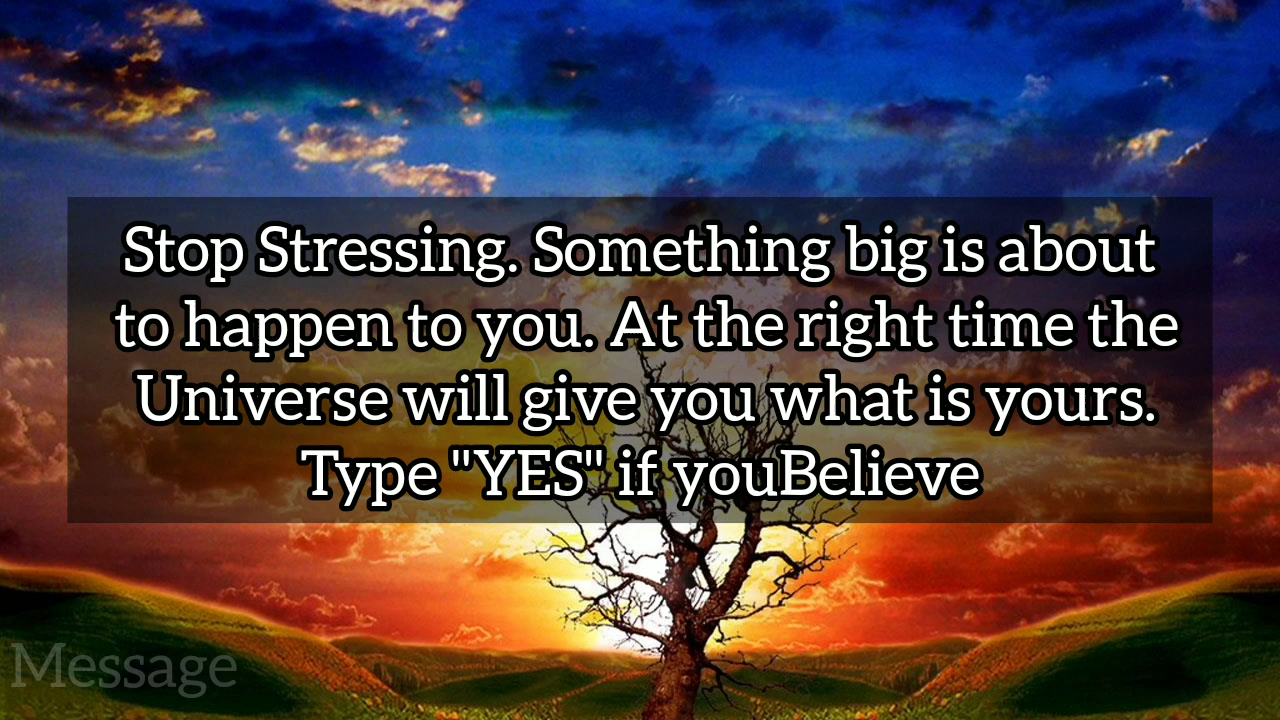 Stop Stressing. Something big is about
to happen to you. At the right time the
Universe will give you what is yours.
Type "YES" if youBelieve
Message